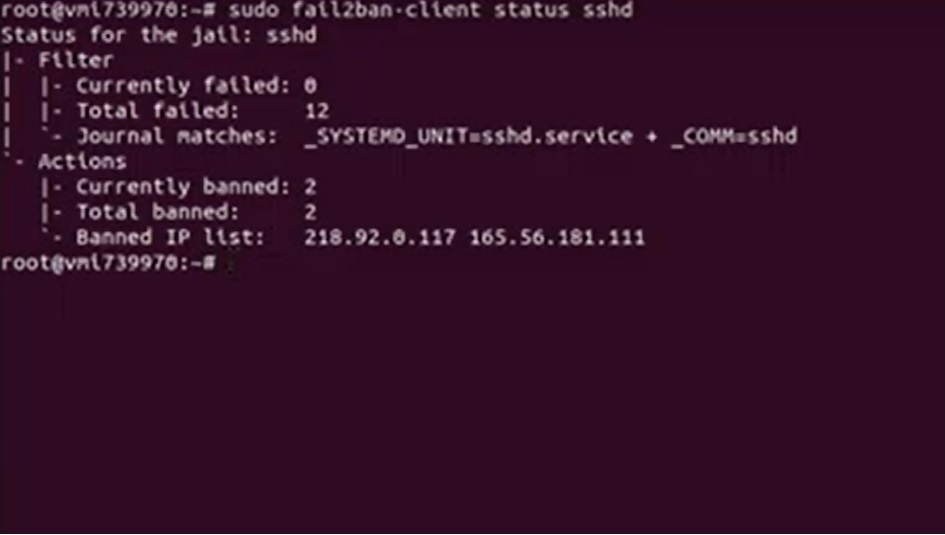 root@vmi739970:~# sudo fail2ban-client status sshd
Status for the jail: sshd
|- Filter
|  |- Currently failed: 0
|  |- Total failed:     12
|  `- Journal matches:  _SYSTEMD_UNIT=sshd.service + _COMM=sshd
`- Actions
   |- Currently banned: 2
   |- Total banned:     2
   `- Banned IP list:   218.92.0.117 165.56.181.111
root@vmi739970:~#